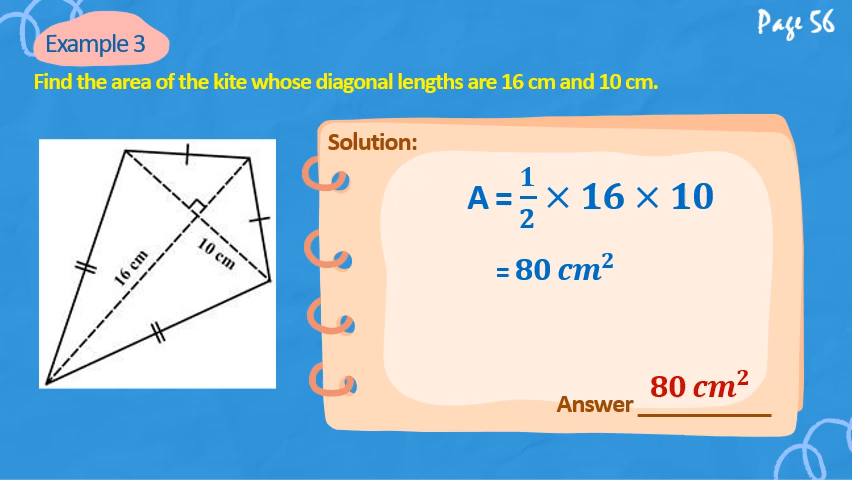 Page 56
Example 3
Find the area of the kite whose diagonal lengths are 16 cm and 10 cm.
Solution:
A = 1/2 × 16 × 10
= 80 cm²
16 cm
10 cm
Answer 80 cm²